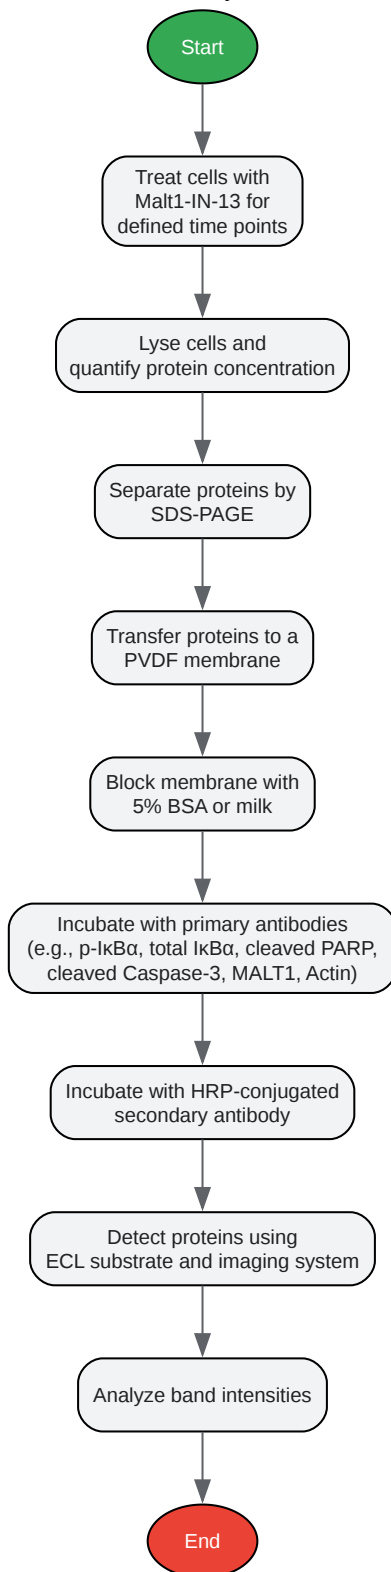 Start
Treat cells with
Malt1-IN-13 for
defined time points
Lyse cells and
quantify protein concentration
Separate proteins by
SDS-PAGE
Transfer proteins to a
PVDF membrane
Block membrane with
5% BSA or milk
Incubate with primary antibodies
(e.g., p-IκBα, total IκBα, cleaved PARP,
cleaved Caspase-3, MALT1, Actin)
Incubate with HRP-conjugated
secondary antibody
Detect proteins using
ECL substrate and imaging system
Analyze band intensities
End